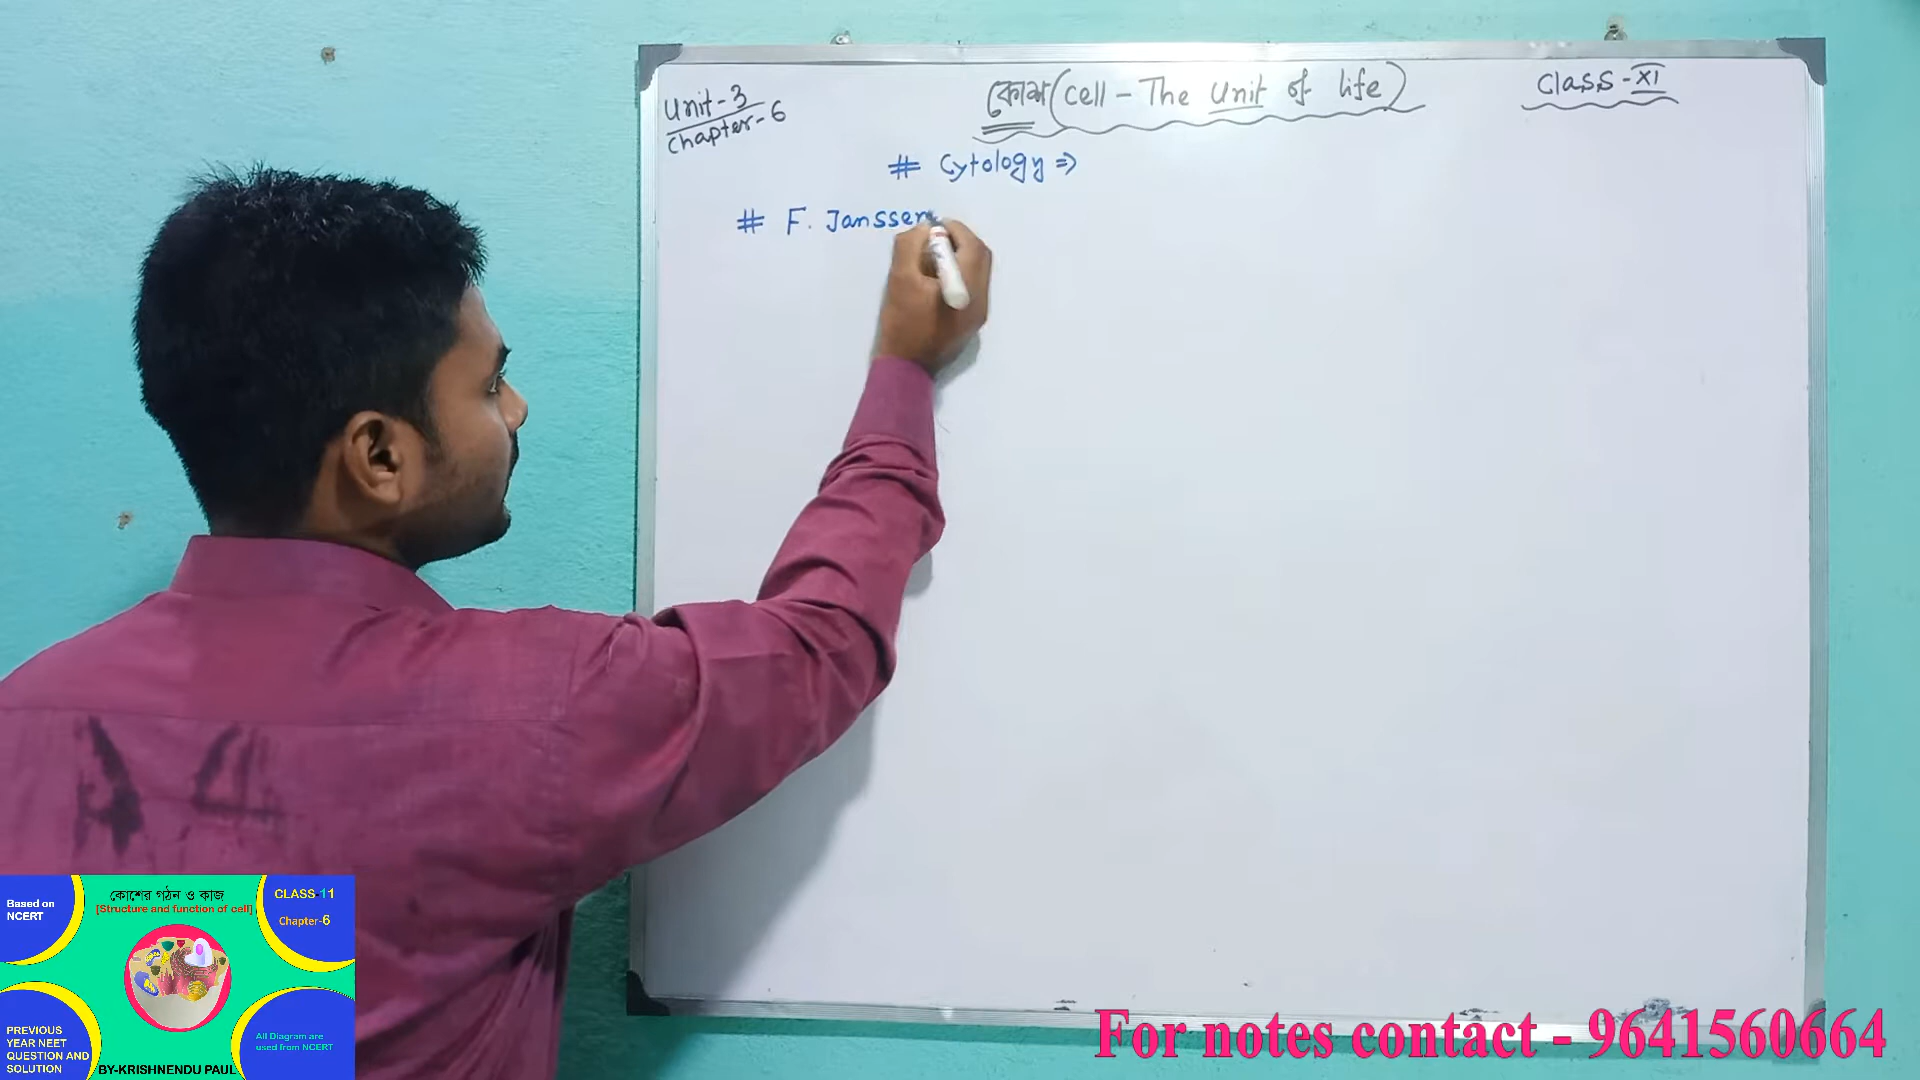 Unit-3
Chapter-6
কোষ (cell - The Unit of life)
Class-XI
# Cytology ⇒
# F. Janssen
Based on
NCERT
কোশের গঠন ও কাজ
[Structure and function of cell]
CLASS-11
Chapter-6
PREVIOUS
YEAR NEET
QUESTION AND
SOLUTION
All Diagram are
used from NCERT
BY-KRISHNENDU PAUL
For notes contact - 9641560664